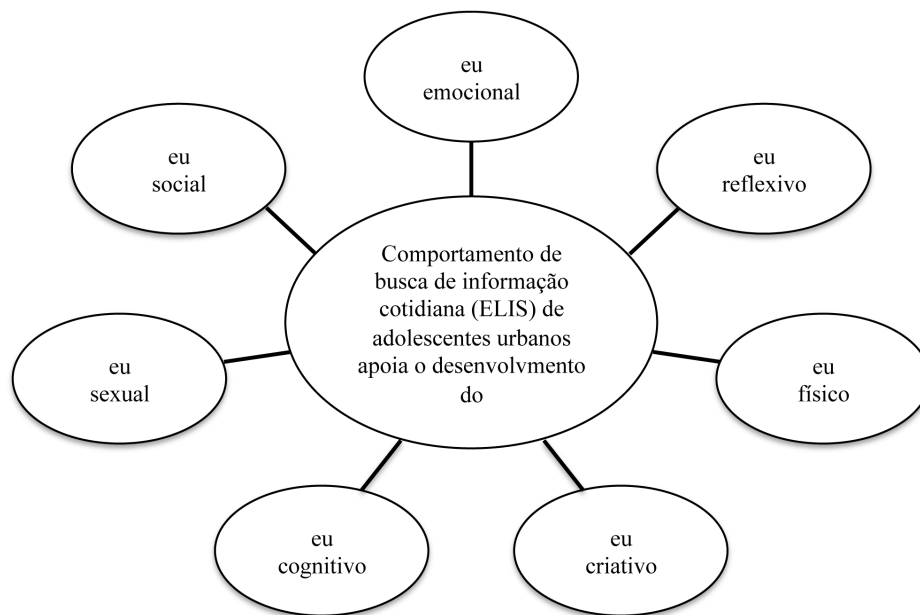 eu
emocional
eu
social
eu
reflexivo
Comportamento de
busca de informação
cotidiana (ELIS) de
adolescentes urbanos
apoia o desenvolvmento
do
eu
sexual
eu
físico
eu
cognitivo
eu
criativo